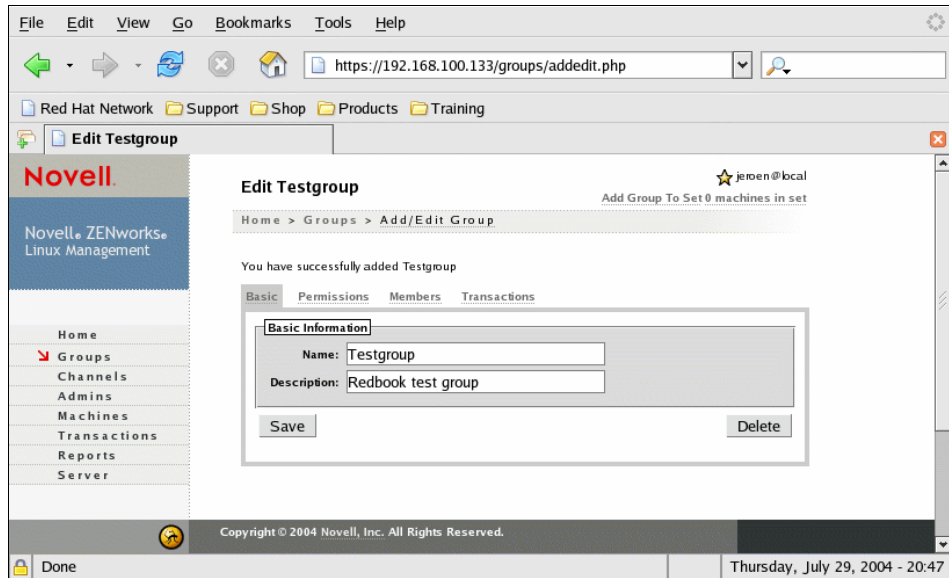 File Edit View Go Bookmarks Tools Help
https://192.168.100.133/groups/addedit.php
Red Hat Network Support Shop Products Training
Edit Testgroup
Novell.
Novell® ZENworks®
Linux Management
Home
Groups
Channels
Admins
Machines
Transactions
Reports
Server
Edit Testgroup
jeroen@local
Add Group To Set 0 machines in set
Home > Groups > Add/Edit Group
You have successfully added Testgroup
Basic Permissions Members Transactions
Basic Information
Name: Testgroup
Description: Redbook test group
Save Delete
Copyright © 2004 Novell, Inc. All Rights Reserved.
Done Thursday, July 29, 2004 - 20:47